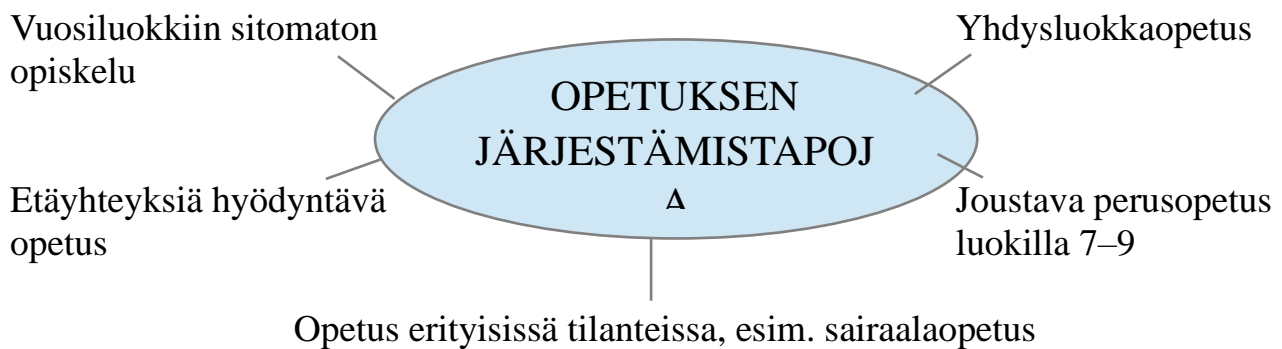 Vuosiluokkiin sitomaton
opiskelu
Yhdysluokkaopetus
OPETUKSEN
JÄRJESTÄMISTAPOJ
A
Etäyhteyksiä hyödyntävä
opetus
Joustava perusopetus
luokilla 7–9
Opetus erityisissä tilanteissa, esim. sairaalaopetus